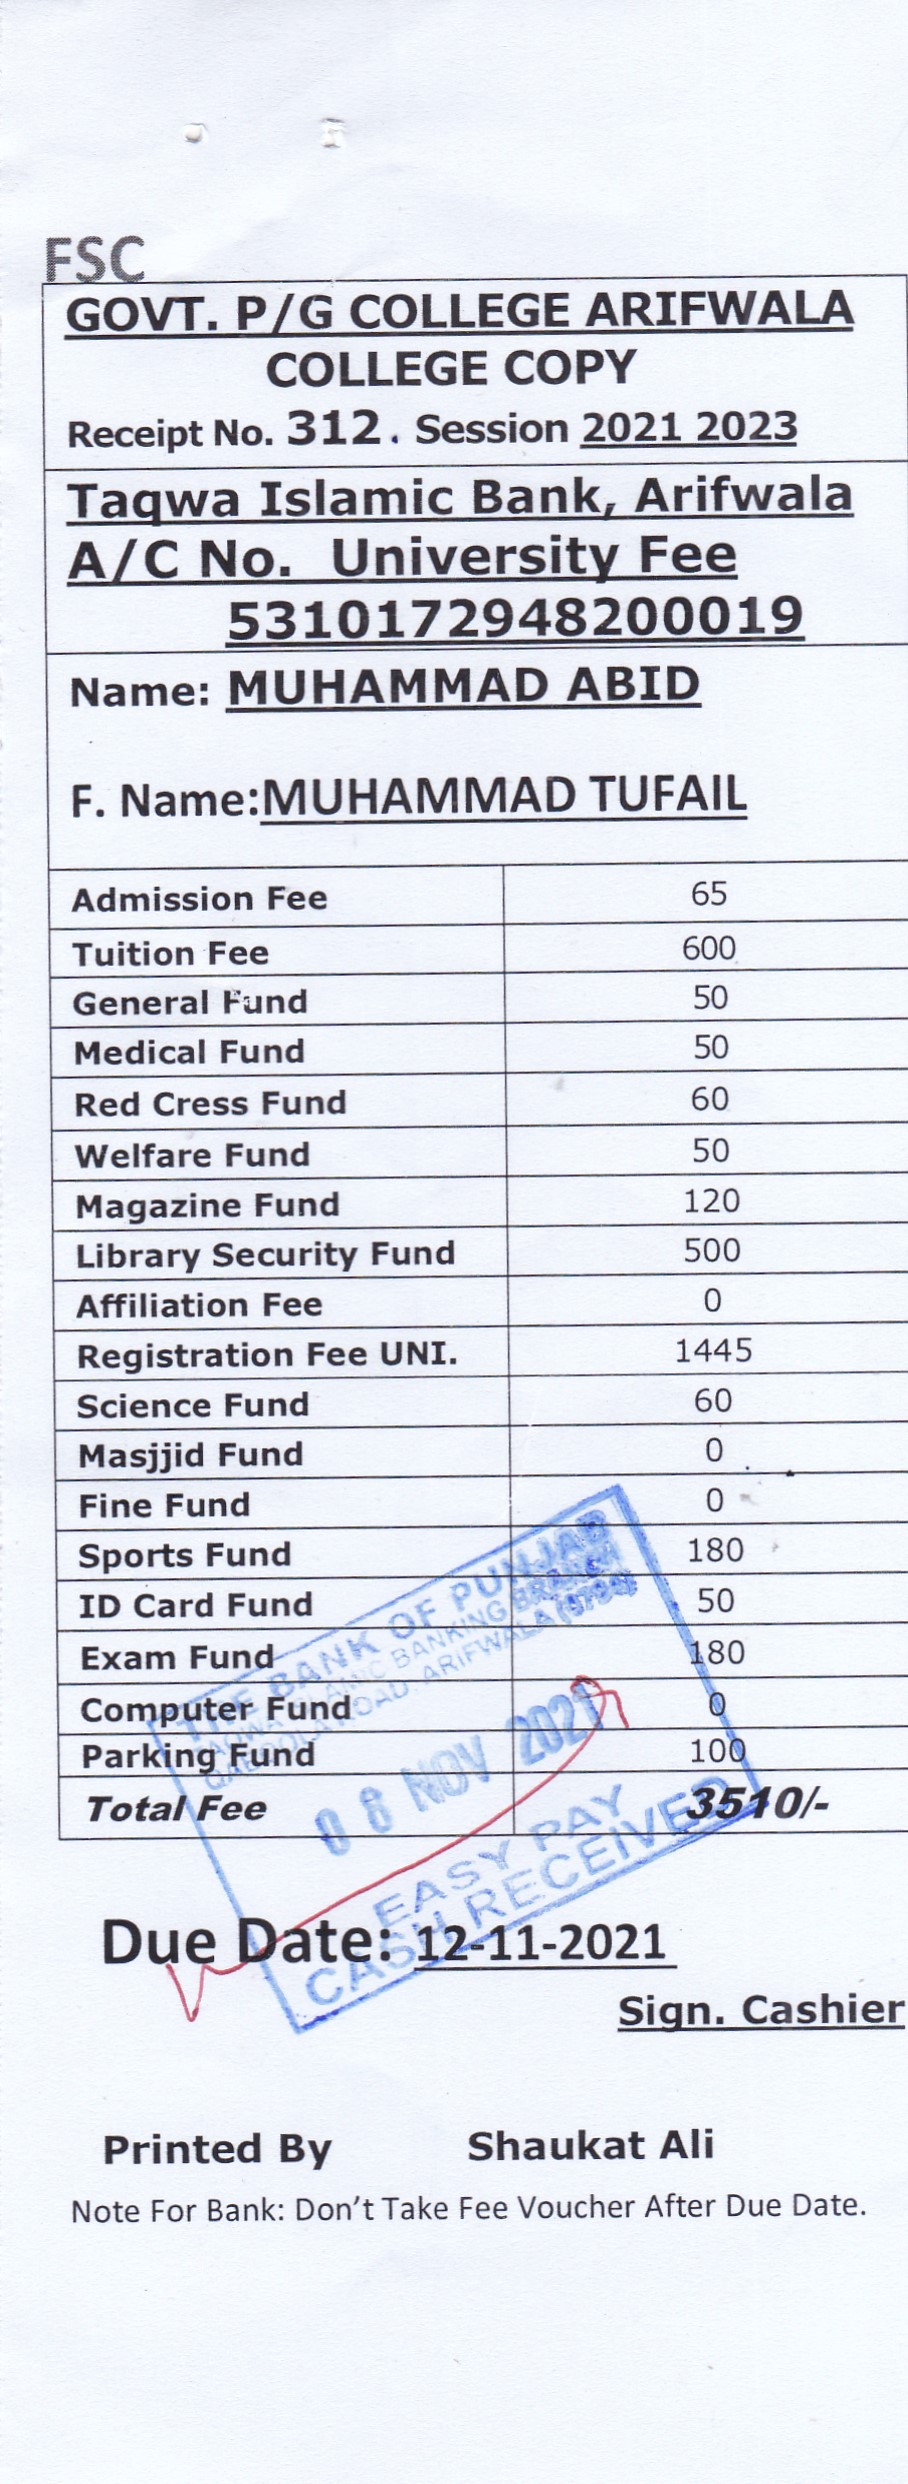 FSC
GOVT. P/G COLLEGE ARIFWALA
COLLEGE COPY
Receipt No. 312. Session 2021 2023
Taqwa Islamic Bank, Arifwala
A/C No. University Fee
5310172948200019
Name: MUHAMMAD ABID
F. Name:MUHAMMAD TUFAIL
Admission Fee 65
Tuition Fee 600
General Fund 50
Medical Fund 50
Red Cress Fund 60
Welfare Fund 50
Magazine Fund 120
Library Security Fund 500
Affiliation Fee 0
Registration Fee UNI. 1445
Science Fund 60
Masjjid Fund 0
Fine Fund 0
Sports Fund 180
ID Card Fund 50
Exam Fund 180
Computer Fund 0
Parking Fund 100
Total Fee 3510/-
THE BANK OF PUNJAB
TAQWA ISLAMIC BANKING BRANCH
QABOOLA ROAD. ARIFWALA
08 NOV 2021
EASY PAY
CASH RECEIVED
Due Date: 12-11-2021
Sign. Cashier
Printed By Shaukat Ali
Note For Bank: Don't Take Fee Voucher After Due Date.